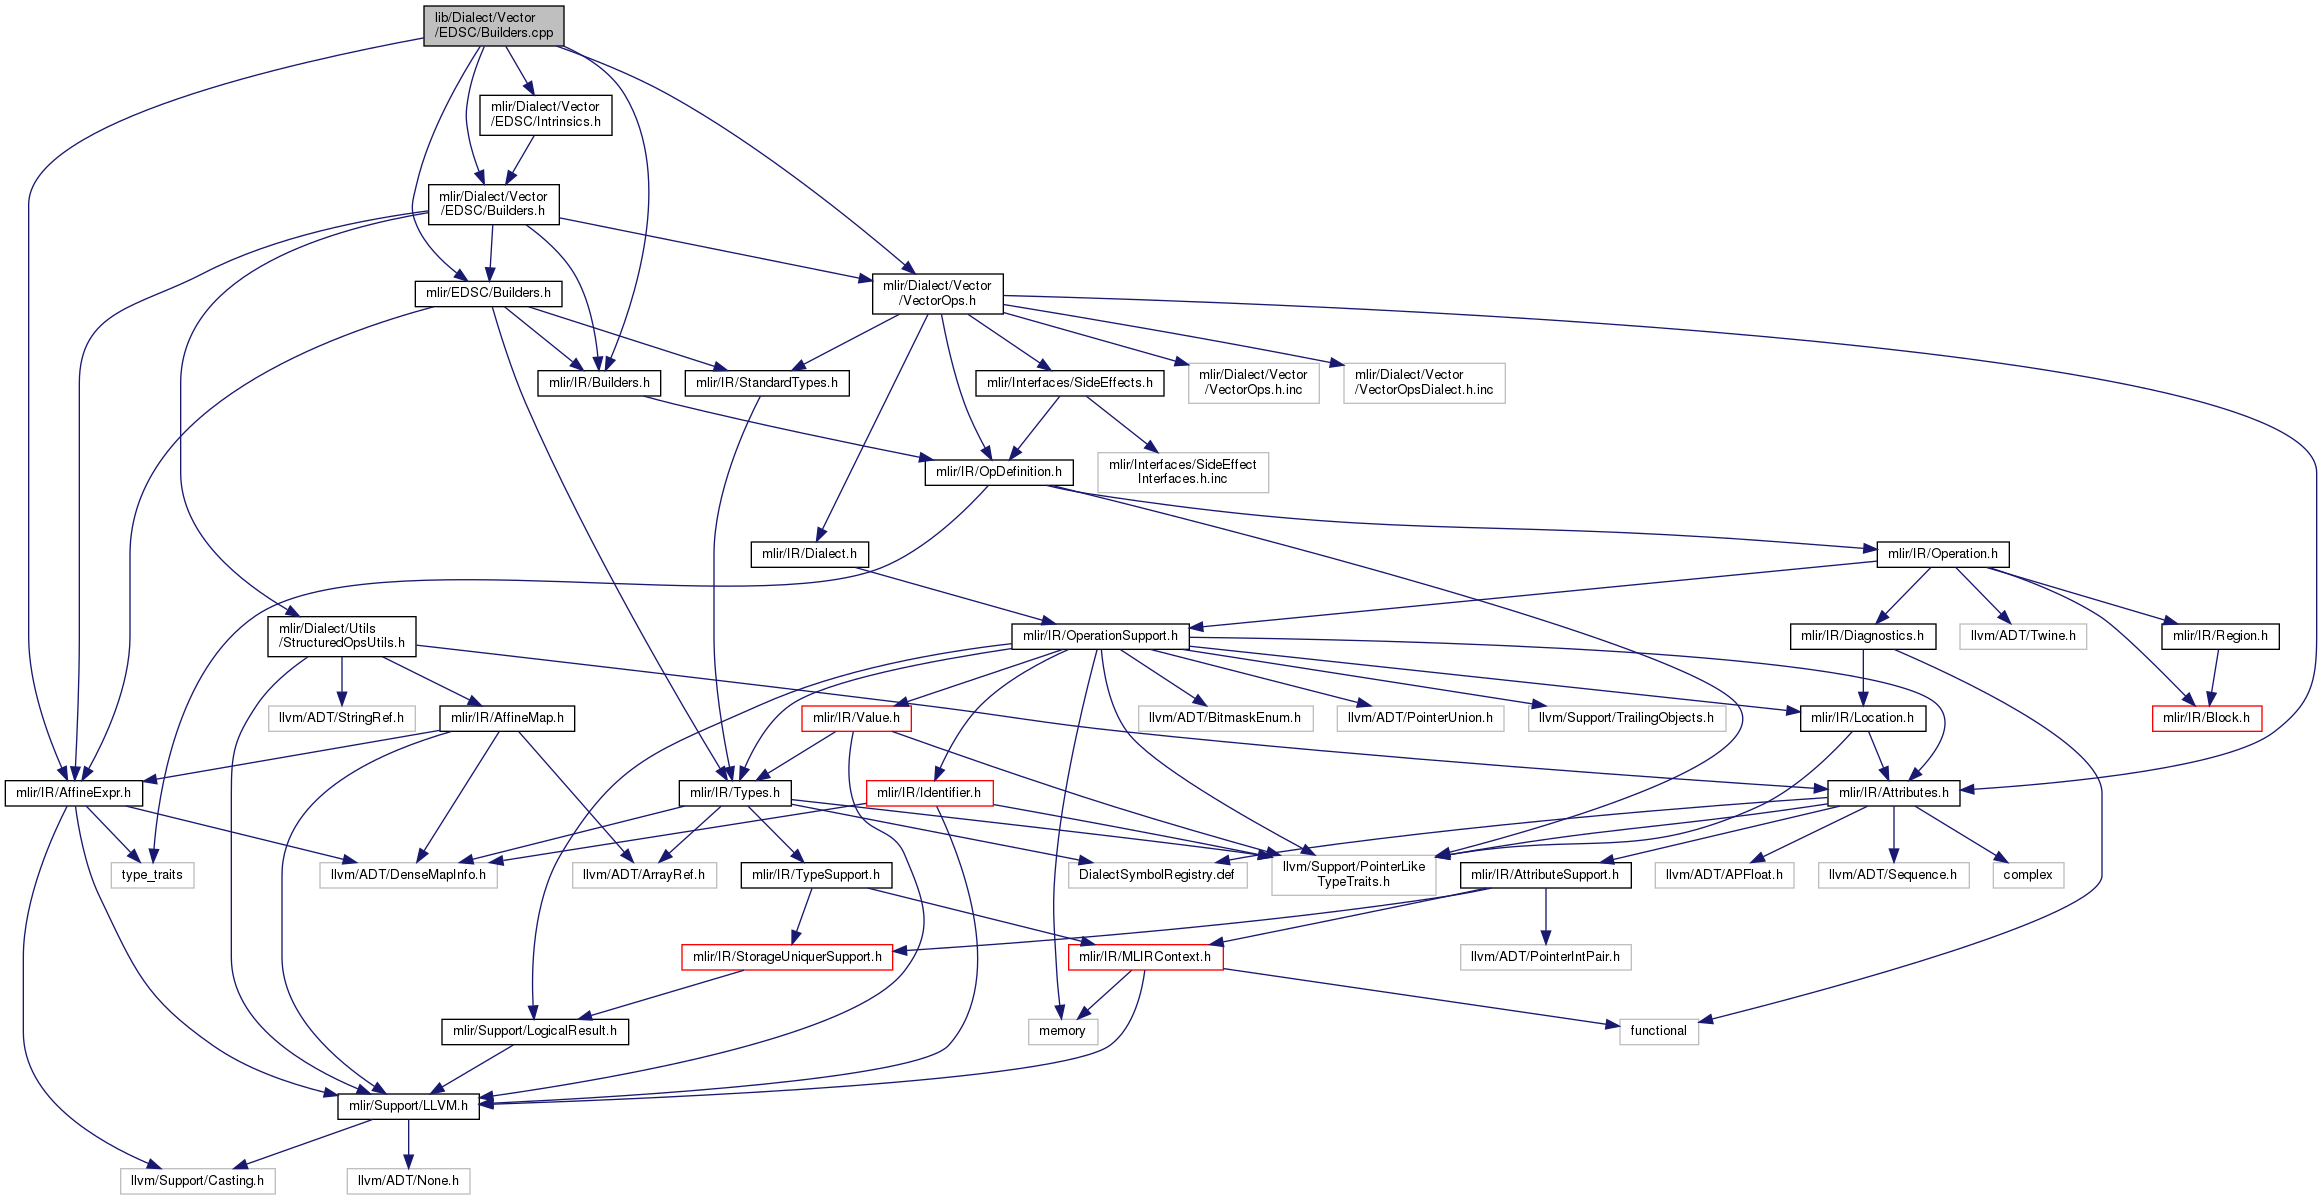 lib/Dialect/Vector
/EDSC/Builders.cpp
mlir/Dialect/Vector
/EDSC/Intrinsics.h
mlir/Dialect/Vector
/EDSC/Builders.h
mlir/EDSC/Builders.h
mlir/Dialect/Vector
/VectorOps.h
mlir/IR/Builders.h
mlir/IR/StandardTypes.h
mlir/Interfaces/SideEffects.h
mlir/Dialect/Vector
/VectorOps.h.inc
mlir/Dialect/Vector
/VectorOpsDialect.h.inc
mlir/IR/OpDefinition.h
mlir/Interfaces/SideEffect
Interfaces.h.inc
mlir/IR/Dialect.h
mlir/IR/Operation.h
mlir/Dialect/Utils
/StructuredOpsUtils.h
mlir/IR/OperationSupport.h
mlir/IR/Diagnostics.h
llvm/ADT/Twine.h
mlir/IR/Region.h
llvm/ADT/StringRef.h
mlir/IR/AffineMap.h
mlir/IR/Value.h
llvm/ADT/BitmaskEnum.h
llvm/ADT/PointerUnion.h
llvm/Support/TrailingObjects.h
mlir/IR/Location.h
mlir/IR/Block.h
mlir/IR/AffineExpr.h
mlir/IR/Types.h
mlir/IR/Identifier.h
mlir/IR/Attributes.h
type_traits
llvm/ADT/DenseMapInfo.h
llvm/ADT/ArrayRef.h
mlir/IR/TypeSupport.h
DialectSymbolRegistry.def
llvm/Support/PointerLike
TypeTraits.h
mlir/IR/AttributeSupport.h
llvm/ADT/APFloat.h
llvm/ADT/Sequence.h
complex
mlir/IR/StorageUniquerSupport.h
mlir/IR/MLIRContext.h
llvm/ADT/PointerIntPair.h
mlir/Support/LogicalResult.h
memory
functional
mlir/Support/LLVM.h
llvm/Support/Casting.h
llvm/ADT/None.h